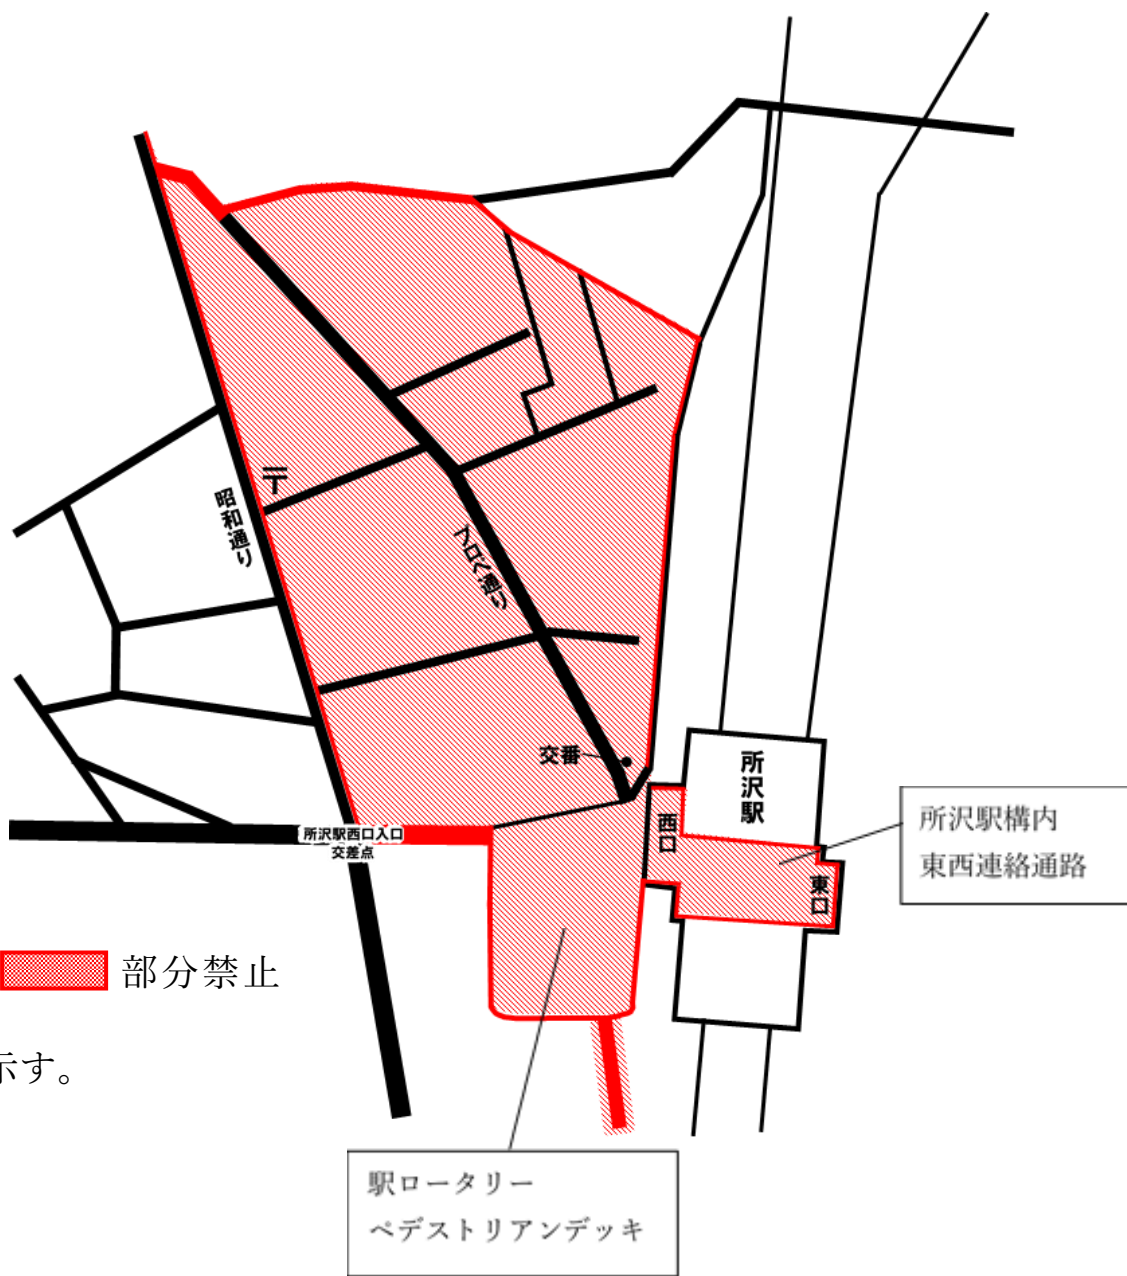 昭和通り
〒
プロペ通り
交番
所沢駅
西口
東口
所沢駅構内
東西連絡通路
所沢駅西口入口
交差点
部分禁止
示す。
駅ロータリー
ペデストリアンデッキ